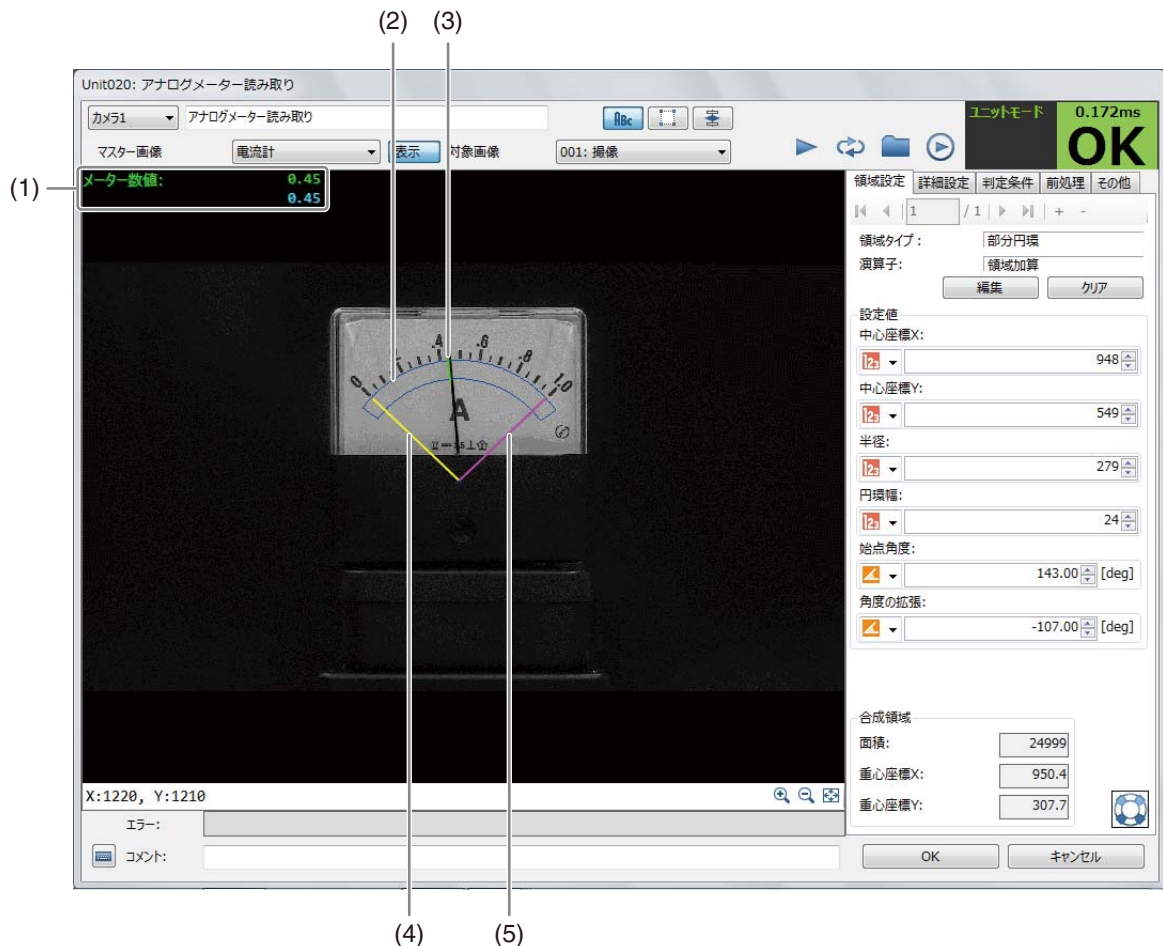 (2) (3)
Unit020: アナログメーター読み取り
カメラ1 アナログメーター読み取り ABC ユニットモード 0.172ms
OK
マスター画像 電流計 表示 対象画像 001: 撮像
(1)
メーター数値: 0.45
0.45
領域設定 詳細設定 判定条件 前処理 その他
1 / 1 + -
領域タイプ: 部分円環
演算子: 領域加算
編集 クリア
設定値
中心座標X:
123 948
中心座標Y:
123 549
半径:
123 279
円環幅:
123 24
始点角度:
143.00 [deg]
角度の拡張:
-107.00 [deg]
0 .4 .6 .8 1.0
A
合成領域
面積: 24999
重心座標X: 950.4
重心座標Y: 307.7
X:1220, Y:1210
エラー:
コメント:
OK キャンセル
(4) (5)